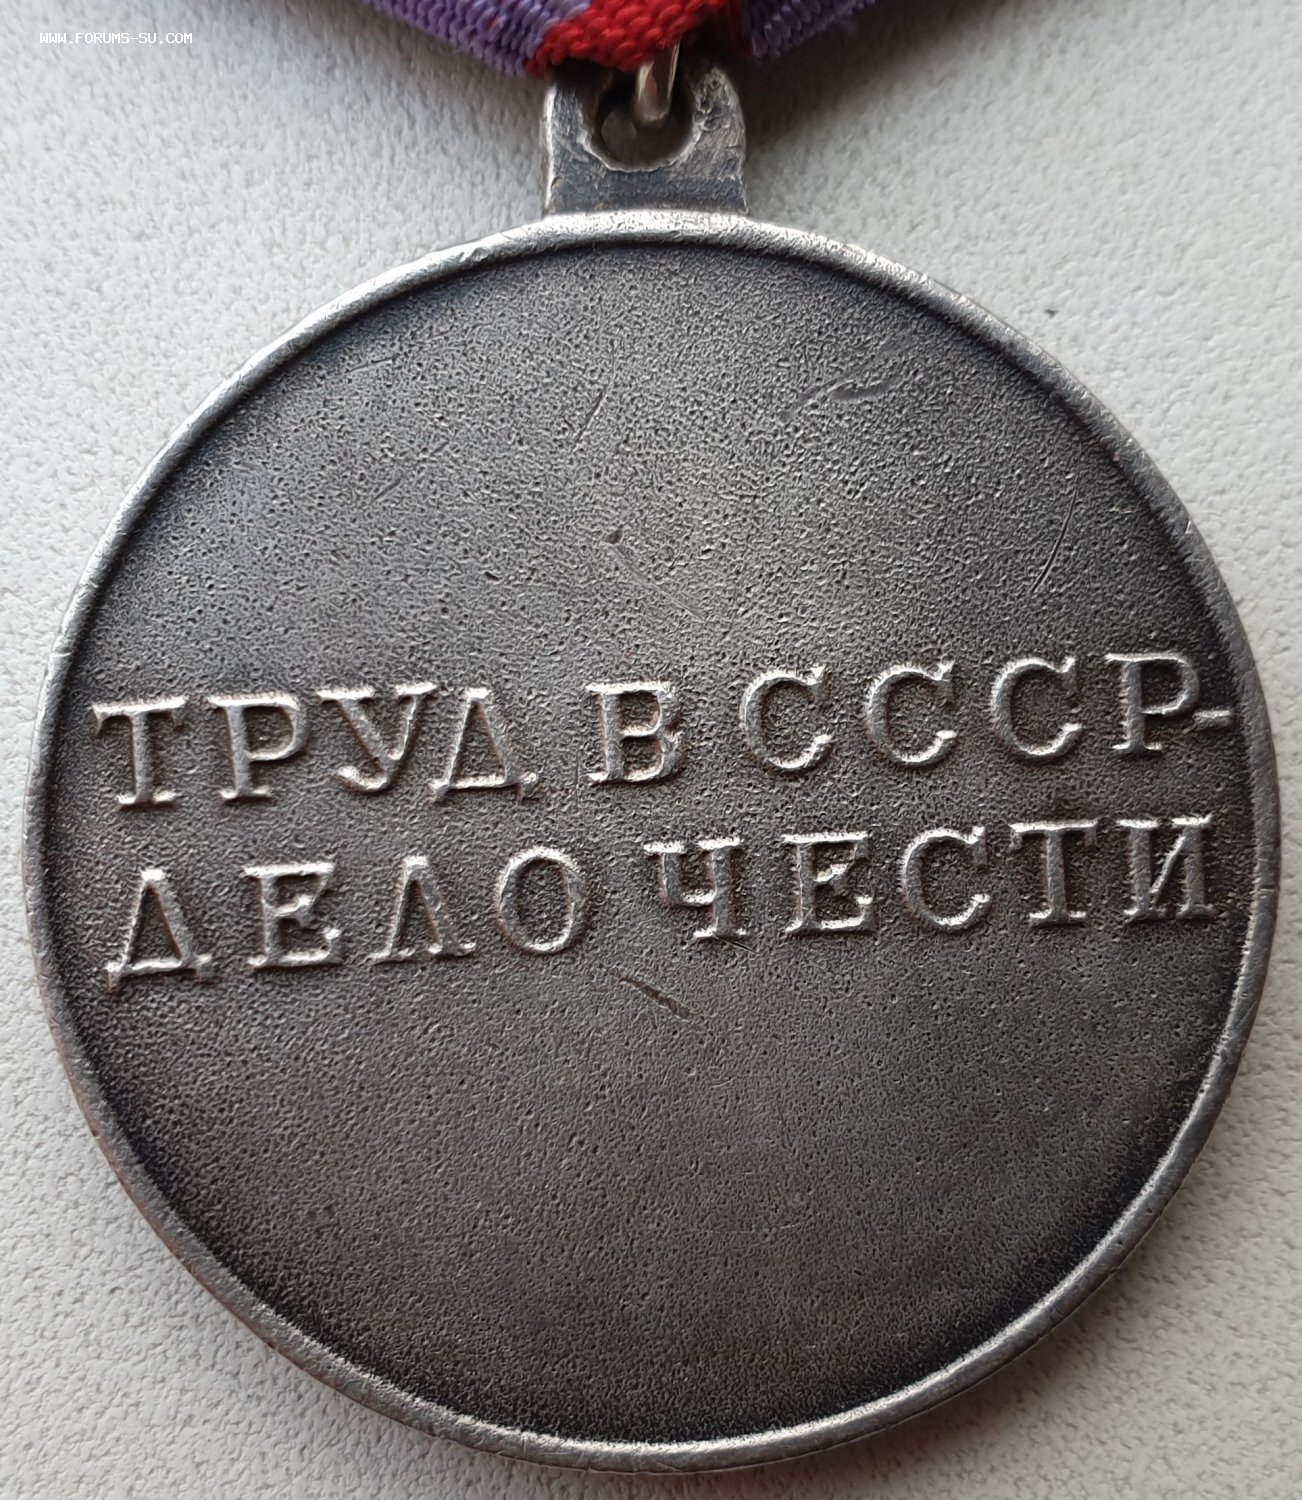 WWW.FORUMS-SU.COM
ТРУД В СССР-
ДЕЛО ЧЕСТИ